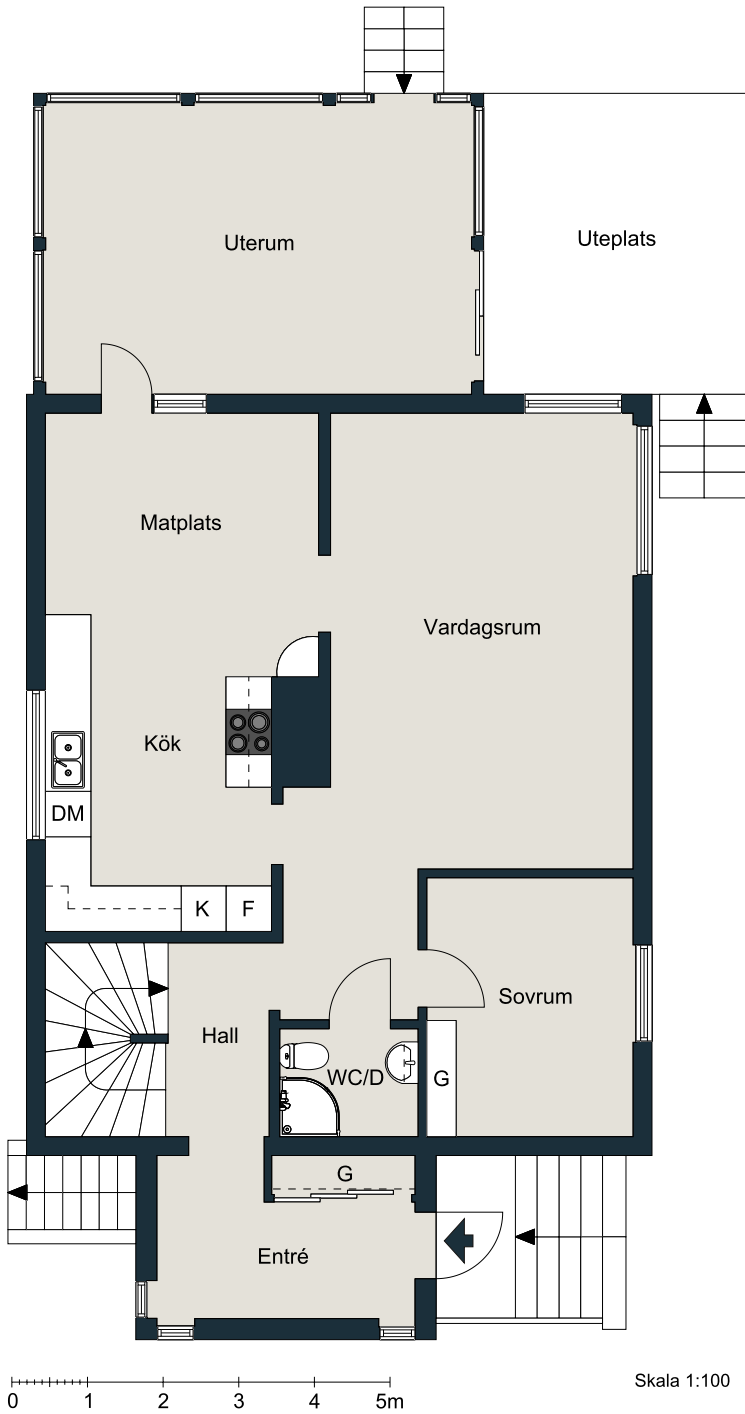 Uterum
Uteplats
Matplats
Vardagsrum
Kök
DM
K
F
Sovrum
Hall
WC/D
G
G
Entré
0 1 2 3 4 5m
Skala 1:100